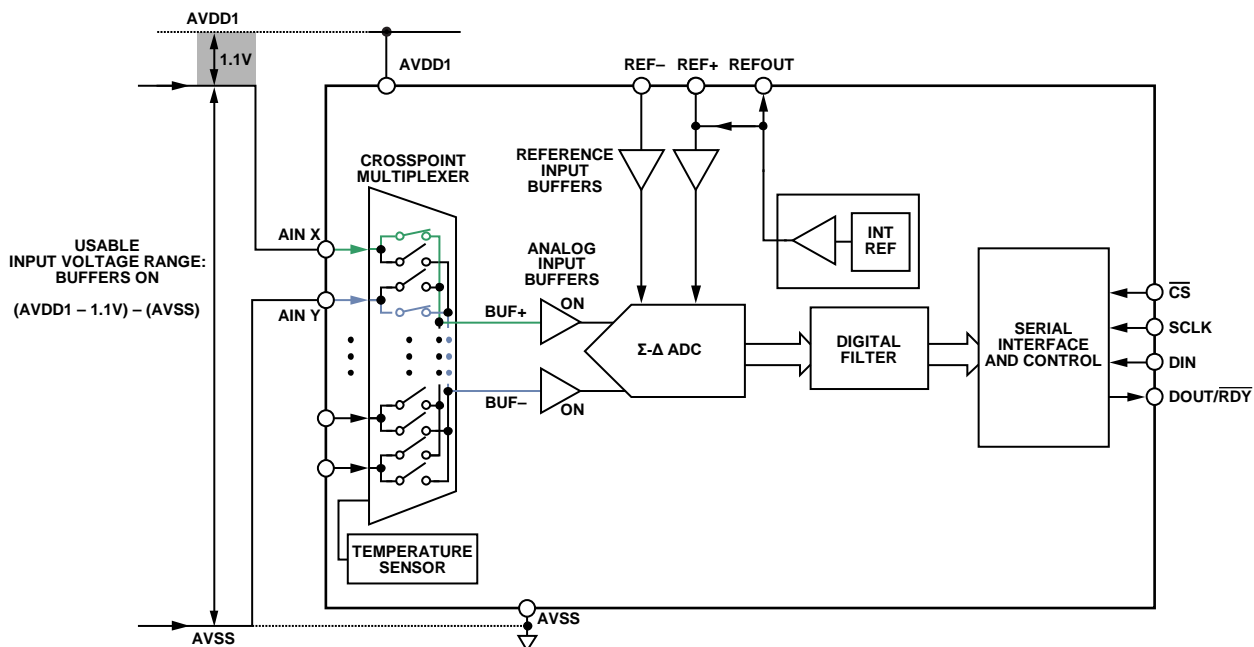 AVDD1
1.1V
AVDD1
REF–
REF+
REFOUT
CROSSPOINT
MULTIPLEXER
REFERENCE
INPUT
BUFFERS
INT
REF
USABLE
INPUT VOLTAGE RANGE:
BUFFERS ON
(AVDD1 – 1.1V) – (AVSS)
AIN X
AIN Y
ANALOG
INPUT
BUFFERS
BUF+
ON
Σ-Δ ADC
BUF–
ON
DIGITAL
FILTER
SERIAL
INTERFACE
AND CONTROL
CS
SCLK
DIN
DOUT/RDY
TEMPERATURE
SENSOR
AVSS
AVSS